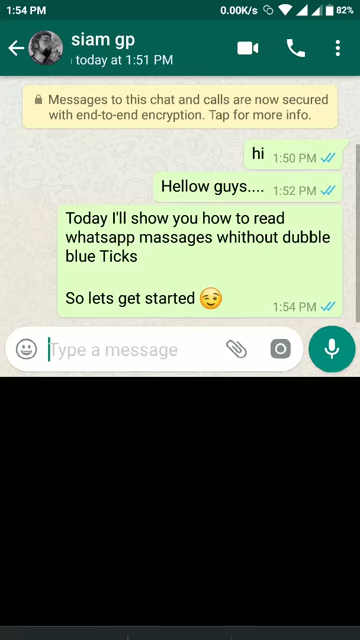 1:54 PM 0.00K/s 82%
siam gp
today at 1:51 PM
Messages to this chat and calls are now secured
with end-to-end encryption. Tap for more info.
hi 1:50 PM
Hellow guys.... 1:52 PM
Today I'll show you how to read
whatsapp massages whithout dubble
blue Ticks
So lets get started
1:54 PM
Type a message